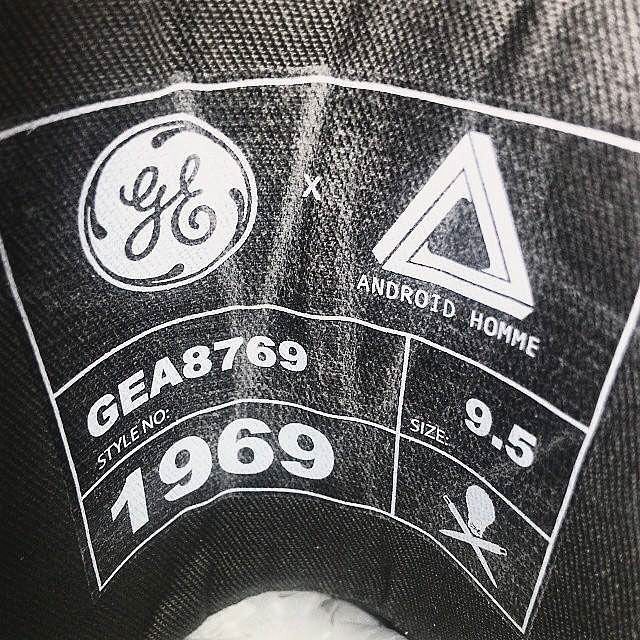 GE X
ANDROID HOMME
GEA8769
STYLE NO:
1969
SIZE: 9.5